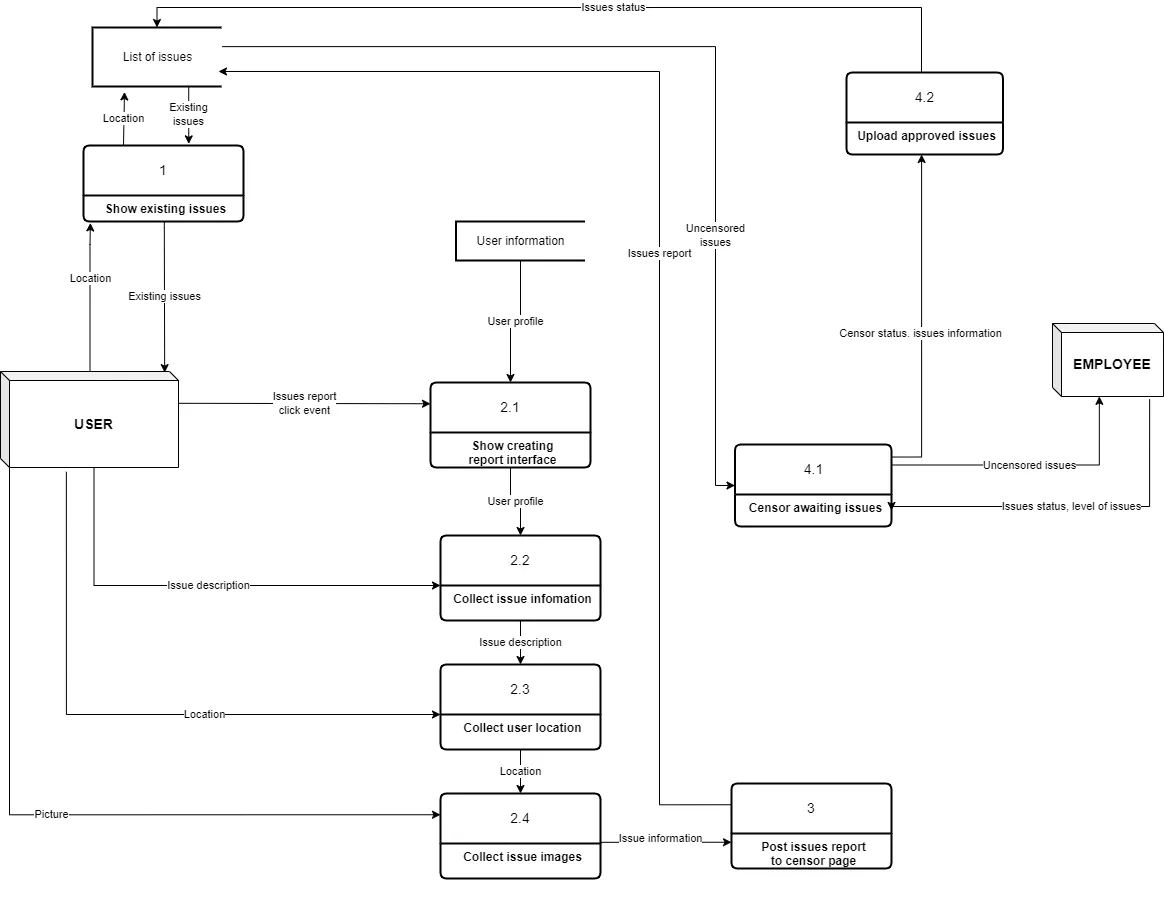 Issues status
List of issues
4.2
Upload approved issues
Location
Existing
issues
1
Show existing issues
User information
Uncensored
issues
Issues report
Location
Existing issues
User profile
Censor status. issues information
EMPLOYEE
USER
Issues report
click event
2.1
Show creating
report interface
4.1
Censor awaiting issues
Uncensored issues
Issues status, level of issues
User profile
2.2
Collect issue infomation
Issue description
Issue description
2.3
Collect user location
Location
Location
2.4
Collect issue images
Picture
Issue information
3
Post issues report
to censor page